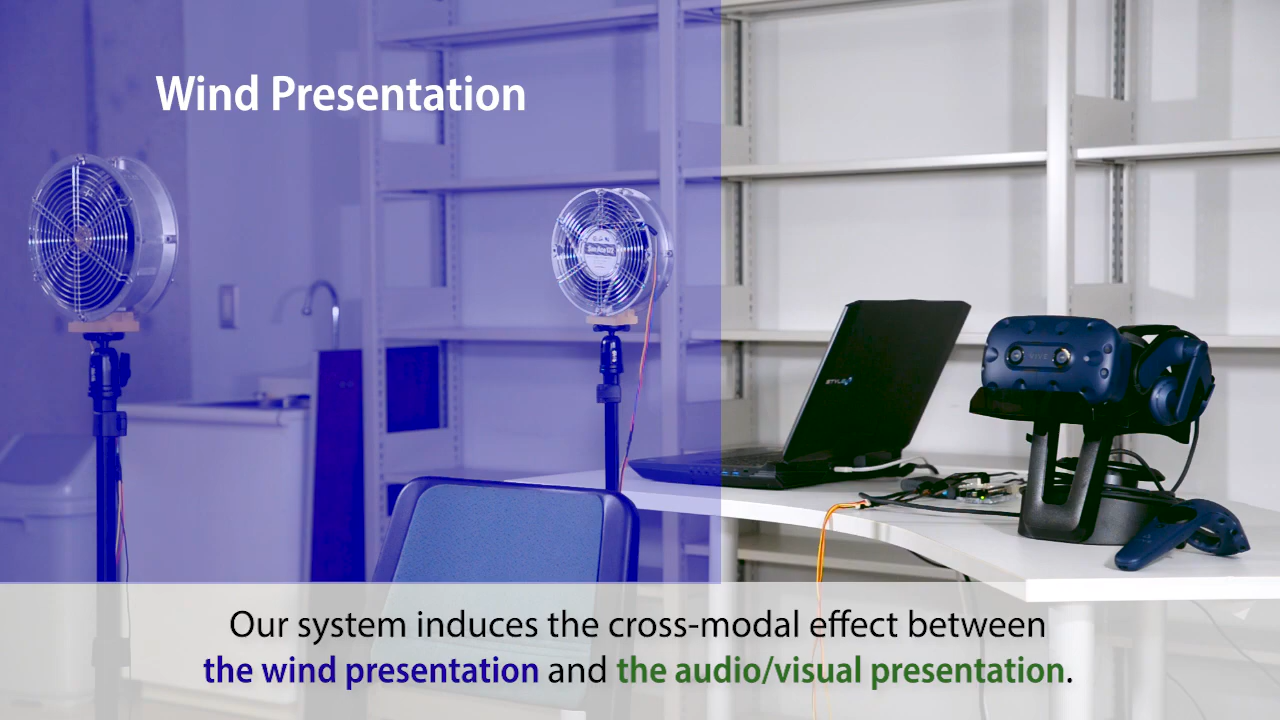 Wind Presentation
Our system induces the cross-modal effect between
the wind presentation and the audio/visual presentation.